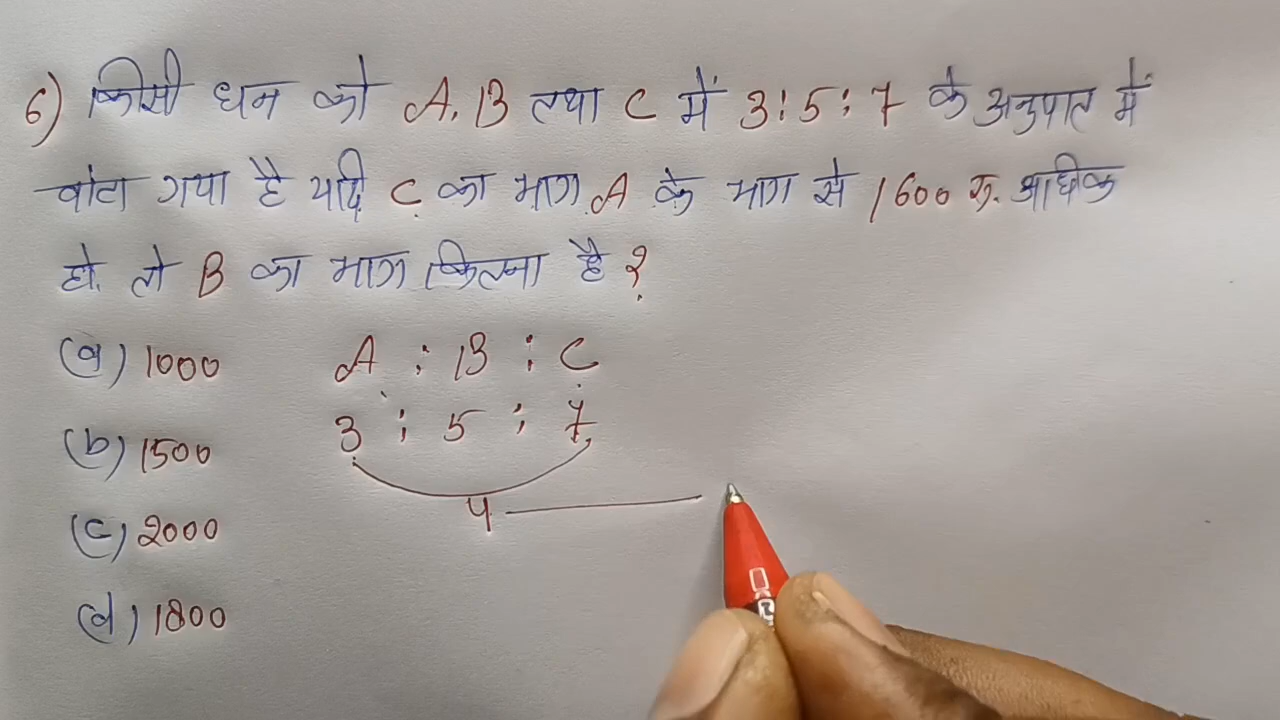 6) किसी धन को A, B तथा C में 3:5:7 के अनुपात में
बांटा गया है यदि C का भाग A के भाग से 1600 रु. अधिक
हो. तो B का भाग कितना है ?
(a) 1000
A : B : C
3 : 5 : 7
(b) 1500
4
(c) 2000
(d) 1800